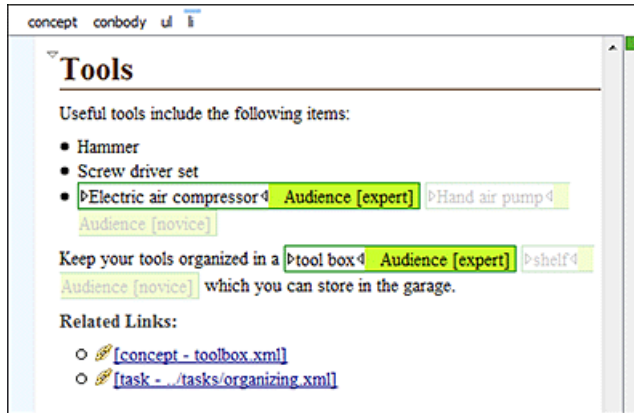 concept conbody ul li
Tools
Useful tools include the following items:
Hammer
Screw driver set
Electric air compressor Audience [expert] Hand air pump
Audience [novice]
Keep your tools organized in a tool box Audience [expert] shelf
Audience [novice] which you can store in the garage.
Related Links:
[concept - toolbox.xml]
[task - ../tasks/organizing.xml]